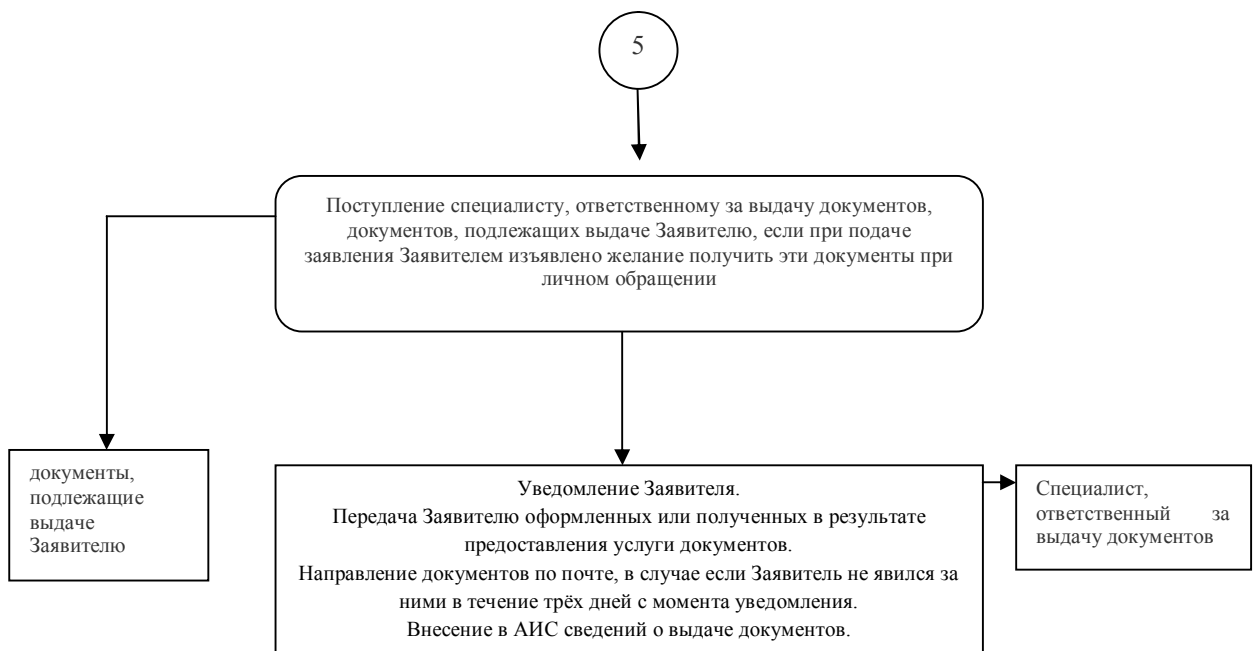 5
Поступление специалисту, ответственному за выдачу документов,
документов, подлежащих выдаче Заявителю, если при подаче
заявления Заявителем изъявлено желание получить эти документы при
личном обращении
документы,
подлежащие
выдаче
Заявителю
Уведомление Заявителя.
Передача Заявителю оформленных или полученных в результате
предоставления услуги документов.
Направление документов по почте, в случае если Заявитель не явился за
ними в течение трёх дней с момента уведомления.
Внесение в АИС сведений о выдаче документов.
Специалист,
ответственный за
выдачу документов